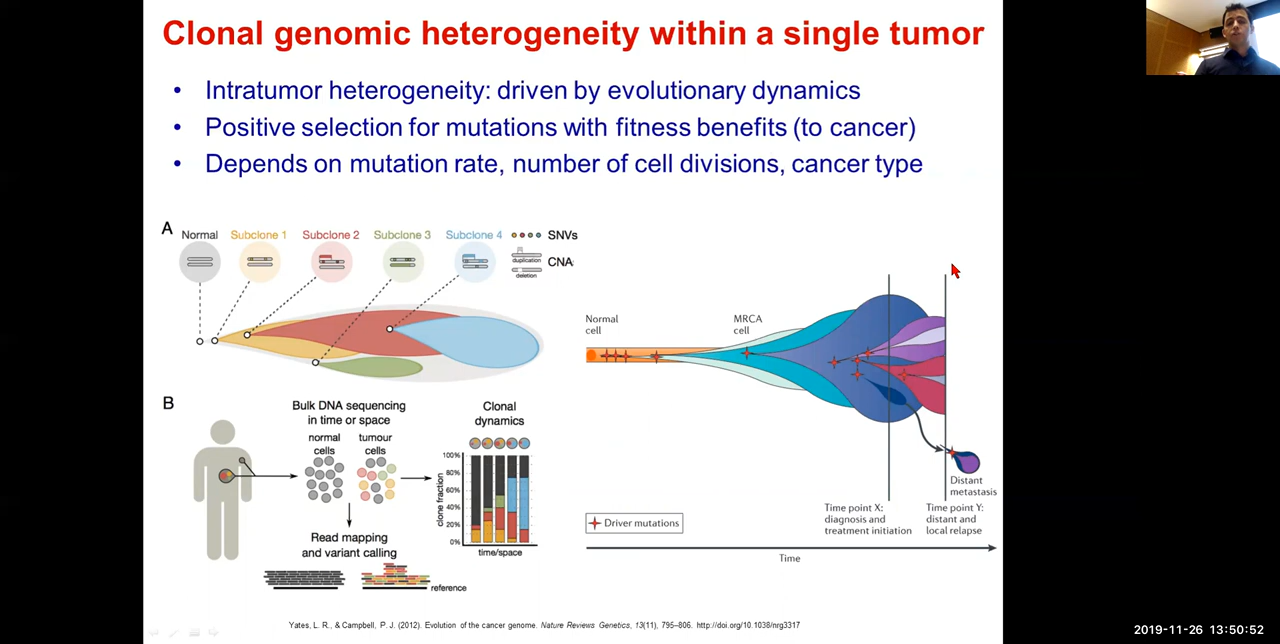 Clonal genomic heterogeneity within a single tumor
• Intratumor heterogeneity: driven by evolutionary dynamics
• Positive selection for mutations with fitness benefits (to cancer)
• Depends on mutation rate, number of cell divisions, cancer type
A
Normal Subclone 1 Subclone 2 Subclone 3 Subclone 4 SNVs
duplication
CNA
deletion
B
Bulk DNA sequencing
in time or space
normal
cells
tumour
cells
Read mapping
and variant calling
reference
Clonal
dynamics
clone fraction
100%
80%
60%
40%
20%
0%
time/space
Normal
cell
MRCA
cell
Distant
metastasis
Time point X:
diagnosis and
treatment initiation
Time point Y:
distant and
local relapse
Driver mutations
Time
Yates, L. R., & Campbell, P. J. (2012). Evolution of the cancer genome. Nature Reviews Genetics, 13(11), 795–806. http://doi.org/10.1038/nrg3317
2019-11-26 13:50:52